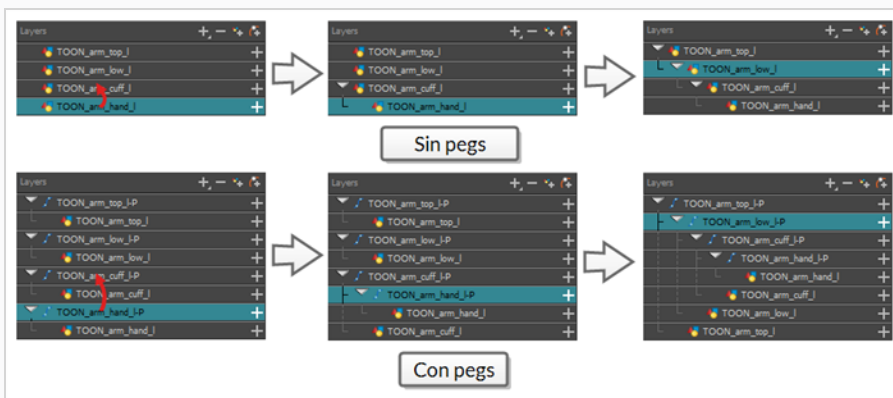 Layers
TOON_arm_top_l
TOON_arm_low_l
TOON_arm_cuff_l
TOON_arm_hand_l
Layers
TOON_arm_top_l
TOON_arm_low_l
TOON_arm_cuff_l
TOON_arm_hand_l
Layers
TOON_arm_top_l
TOON_arm_low_l
TOON_arm_cuff_l
TOON_arm_hand_l
Sin pegs
Layers
TOON_arm_top_l-P
TOON_arm_top_l
TOON_arm_low_l-P
TOON_arm_low_l
TOON_arm_cuff_l-P
TOON_arm_cuff_l
TOON_arm_hand_l-P
TOON_arm_hand_l
Layers
TOON_arm_top_l-P
TOON_arm_top_l
TOON_arm_low_l-P
TOON_arm_low_l
TOON_arm_cuff_l-P
TOON_arm_hand_l-P
TOON_arm_hand_l
TOON_arm_cuff_l
Layers
TOON_arm_top_l-P
TOON_arm_low_l-P
TOON_arm_cuff_l-P
TOON_arm_hand_l-P
TOON_arm_hand_l
TOON_arm_cuff_l
TOON_arm_low_l
TOON_arm_top_l
Con pegs